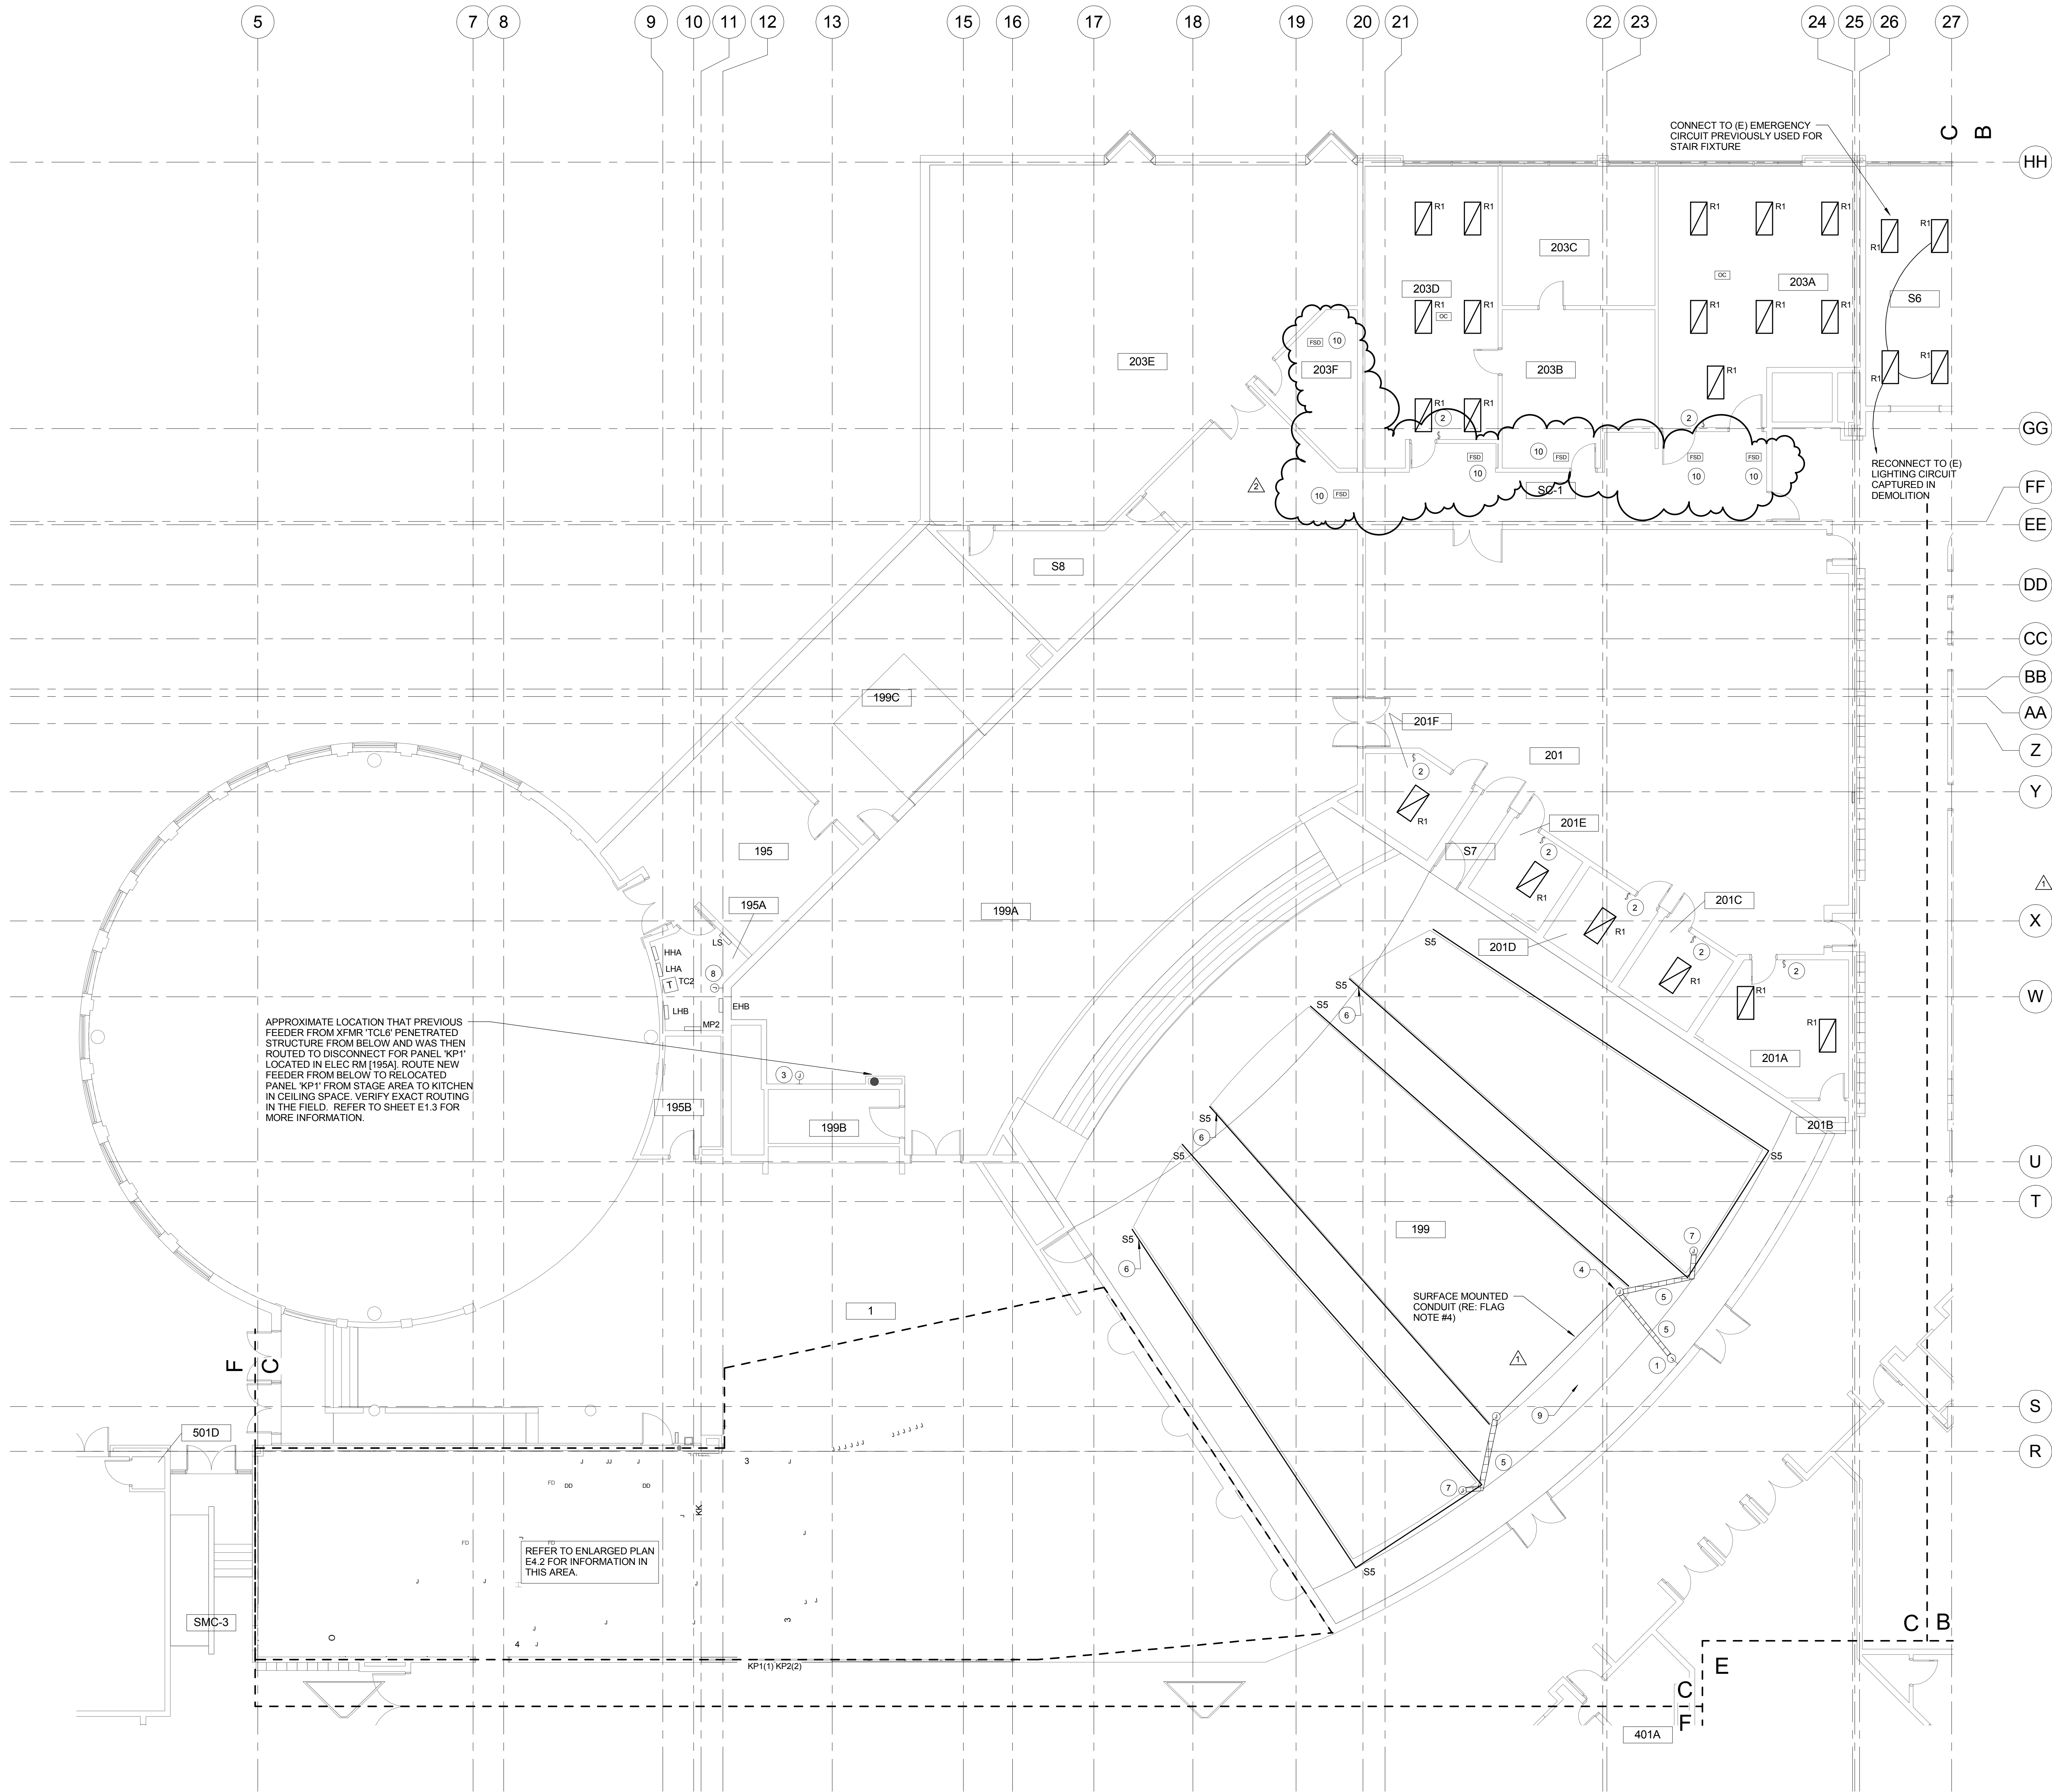 5 7 8 9 10 11 12 13 15 16 17 18 19 20 21 22 23 24 25 26 27
CONNECT TO (E) EMERGENCY
CIRCUIT PREVIOUSLY USED FOR
STAIR FIXTURE
C B
HH
R1 R1 R1 R1 R1
R1 R1
203C
OC 203A
203D
S6
R1 R1 R1 R1 R1
OC
FSD 10
203E
203F
203B
R1 R1
R1
R1 R1
2 2
GG
10
FSD FSD FSD FSD
10 10 10
RECONNECT TO (E)
LIGHTING CIRCUIT
CAPTURED IN
DEMOLITION
2
10 FSD
SC-1
FF
EE
S8
DD
CC
BB
199C
AA
201F
Z
201
2
Y
R1
201E
195
S7
2
1
R1
195A
199A
201C
2
X
R1
LS
S5
201D
2
HHA
LHA
8
2
T TC2
R1
S5
R1
W
S5
EHB
LHB
6
MP2
R1
APPROXIMATE LOCATION THAT PREVIOUS
FEEDER FROM XFMR 'TCL6' PENETRATED
STRUCTURE FROM BELOW AND WAS THEN
ROUTED TO DISCONNECT FOR PANEL 'KP1'
LOCATED IN ELEC RM [195A]. ROUTE NEW
FEEDER FROM BELOW TO RELOCATED
PANEL 'KP1' FROM STAGE AREA TO KITCHEN
IN CEILING SPACE. VERIFY EXACT ROUTING
IN THE FIELD. REFER TO SHEET E1.3 FOR
MORE INFORMATION.
201A
3 J
195B
S5
201B
199B
6
S5
S5
U
T
199
S5
7
J
6
4
J
5
SURFACE MOUNTED
CONDUIT (RE: FLAG
NOTE #4)
1
5
1
1
F C
S
J
9
501D
J J J J J J
J J J J J J
R
3 J
5
J JJ J
FD DD DD
7 J
KK
J
J
FD FD
REFER TO ENLARGED PLAN
E4.2 FOR INFORMATION IN
THIS AREA.
S5
J J J
J J
SMC-3
J J J
3
C B
O
4 J
E
KP1(1) KP2(2)
C
F
401A